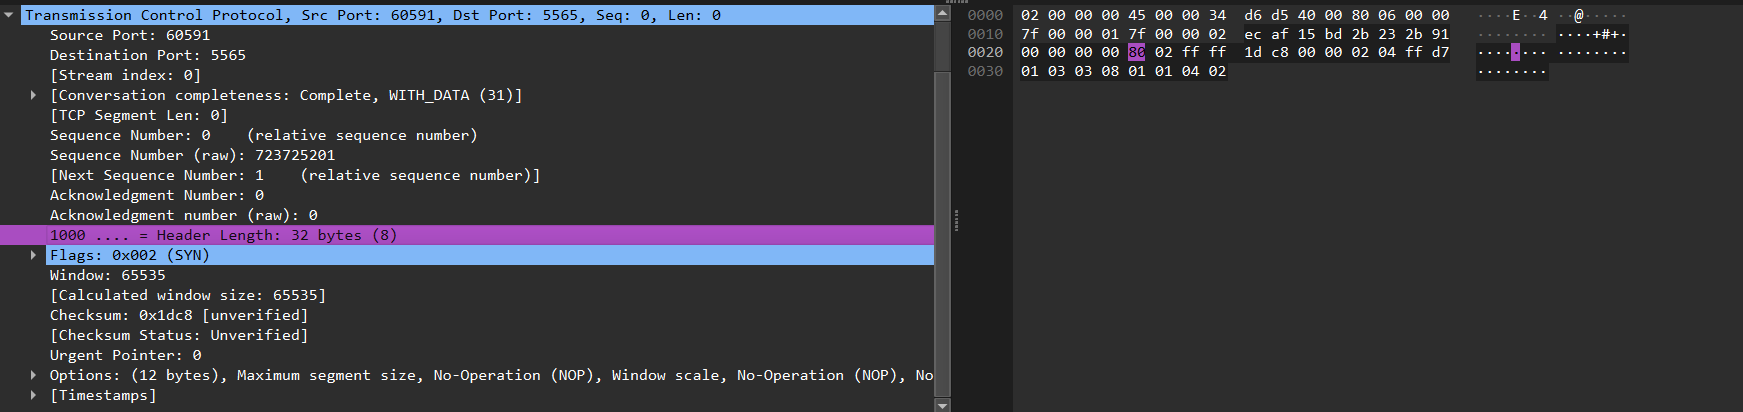 Transmission Control Protocol, Src Port: 60591, Dst Port: 5565, Seq: 0, Len: 0
Source Port: 60591
Destination Port: 5565
[Stream index: 0]
[Conversation completeness: Complete, WITH_DATA (31)]
[TCP Segment Len: 0]
Sequence Number: 0    (relative sequence number)
Sequence Number (raw): 723725201
[Next Sequence Number: 1    (relative sequence number)]
Acknowledgment Number: 0
Acknowledgment number (raw): 0
1000 .... = Header Length: 32 bytes (8)
Flags: 0x002 (SYN)
Window: 65535
[Calculated window size: 65535]
Checksum: 0x1dc8 [unverified]
[Checksum Status: Unverified]
Urgent Pointer: 0
Options: (12 bytes), Maximum segment size, No-Operation (NOP), Window scale, No-Operation (NOP), No
[Timestamps]
0000  02 00 00 00 45 00 00 34  d6 d5 40 00 80 06 00 00  ····E··4 ··@·····
0010  7f 00 00 01 7f 00 00 02  ec af 15 bd 2b 23 2b 91  ········ ····+#+·
0020  00 00 00 00 80 02 ff ff  1d c8 00 00 02 04 ff d7  ········ ········
0030  01 03 03 08 01 01 04 02  ········